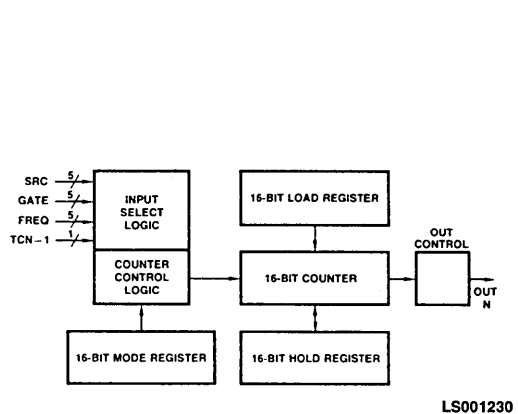 SRC 5
GATE 5
FREQ 5
TCN-1 1
INPUT
SELECT
LOGIC
COUNTER
CONTROL
LOGIC
16-BIT MODE REGISTER
16-BIT LOAD REGISTER
16-BIT COUNTER
16-BIT HOLD REGISTER
OUT
CONTROL
OUT
N
LS001230